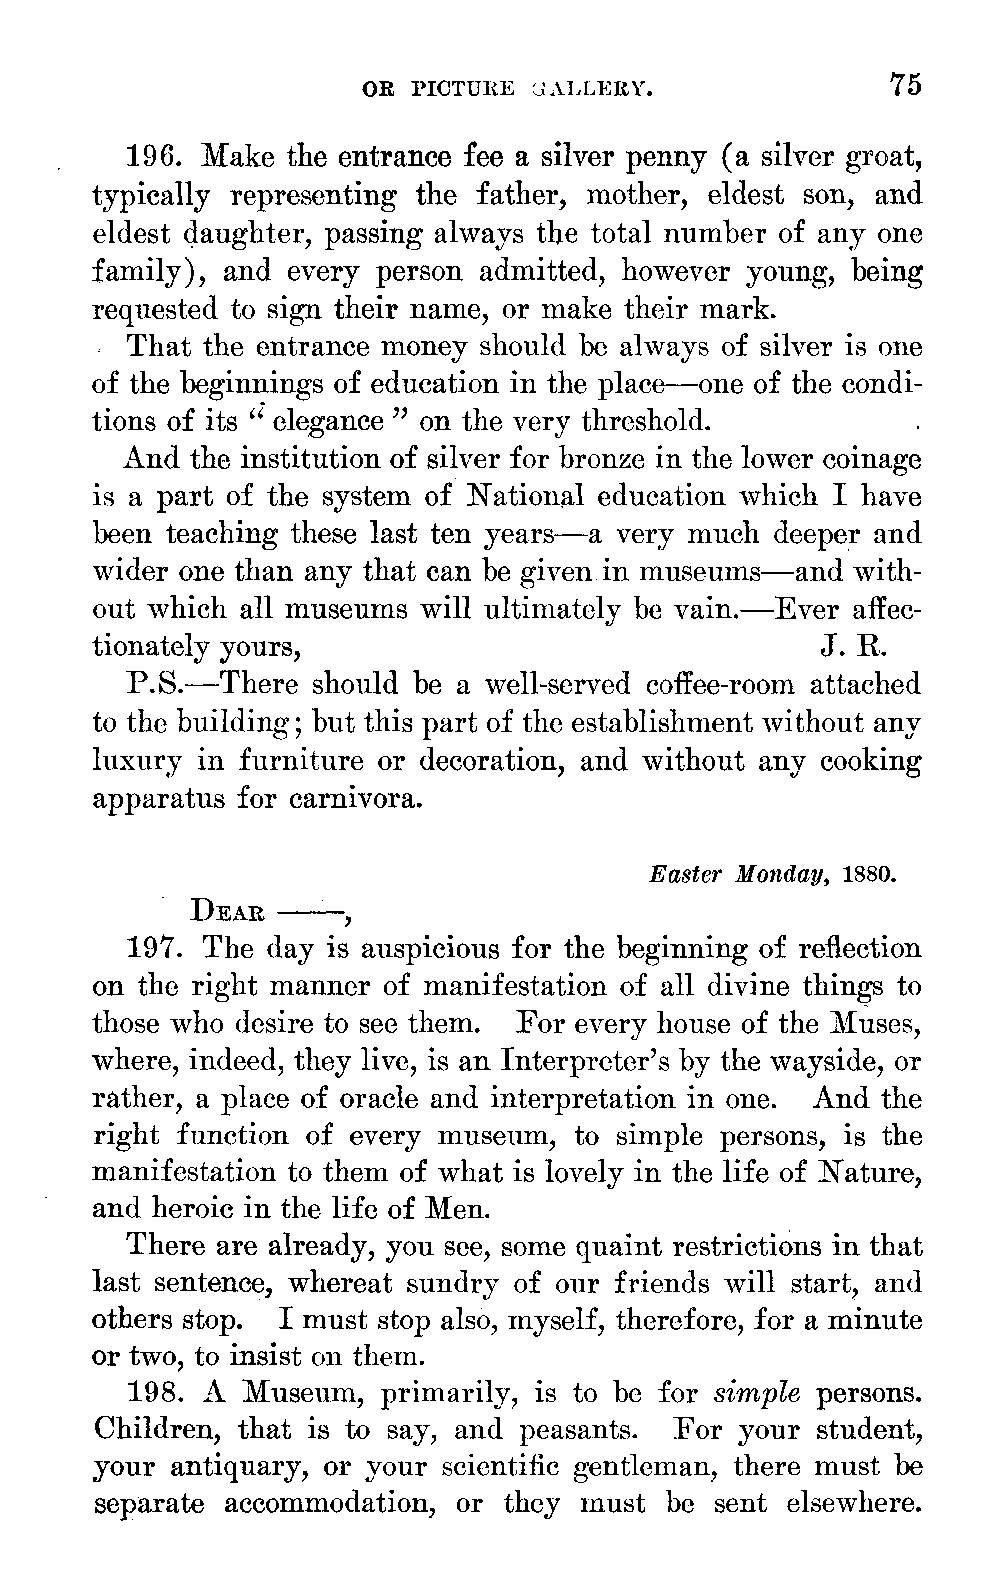 OR PICTURE GALLERY. 75
196. Make the entrance fee a silver penny (a silver groat,
typically representing the father, mother, eldest son, and
eldest daughter, passing always the total number of any one
family), and every person admitted, however young, being
requested to sign their name, or make their mark.
That the entrance money should be always of silver is one
of the beginnings of education in the place—one of the condi-
tions of its “ elegance ” on the very threshold.
And the institution of silver for bronze in the lower coinage
is a part of the system of National education which I have
been teaching these last ten years—a very much deeper and
wider one than any that can be given in museums—and with-
out which all museums will ultimately be vain.—Ever affec-
tionately yours, J. R.
P.S.—There should be a well-served coffee-room attached
to the building; but this part of the establishment without any
luxury in furniture or decoration, and without any cooking
apparatus for carnivora.
Easter Monday, 1880.
DEAR ——,
197. The day is auspicious for the beginning of reflection
on the right manner of manifestation of all divine things to
those who desire to see them. For every house of the Muses,
where, indeed, they live, is an Interpreter’s by the wayside, or
rather, a place of oracle and interpretation in one. And the
right function of every museum, to simple persons, is the
manifestation to them of what is lovely in the life of Nature,
and heroic in the life of Men.
There are already, you see, some quaint restrictions in that
last sentence, whereat sundry of our friends will start, and
others stop. I must stop also, myself, therefore, for a minute
or two, to insist on them.
198. A Museum, primarily, is to be for simple persons.
Children, that is to say, and peasants. For your student,
your antiquary, or your scientific gentleman, there must be
separate accommodation, or they must be sent elsewhere.